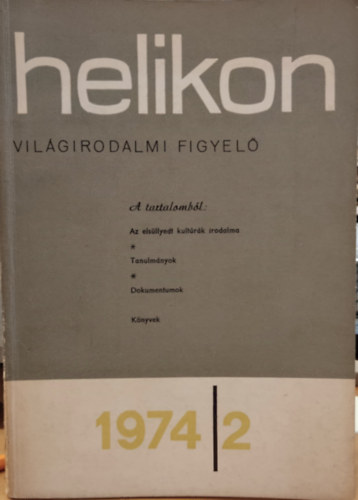 helikon
VILÁGIRODALMI FIGYELŐ
A tartalomból:
Az elsüllyedt kultúrák irodalma
*
Tanulmányok
*
Dokumentumok
Könyvek
1974|2